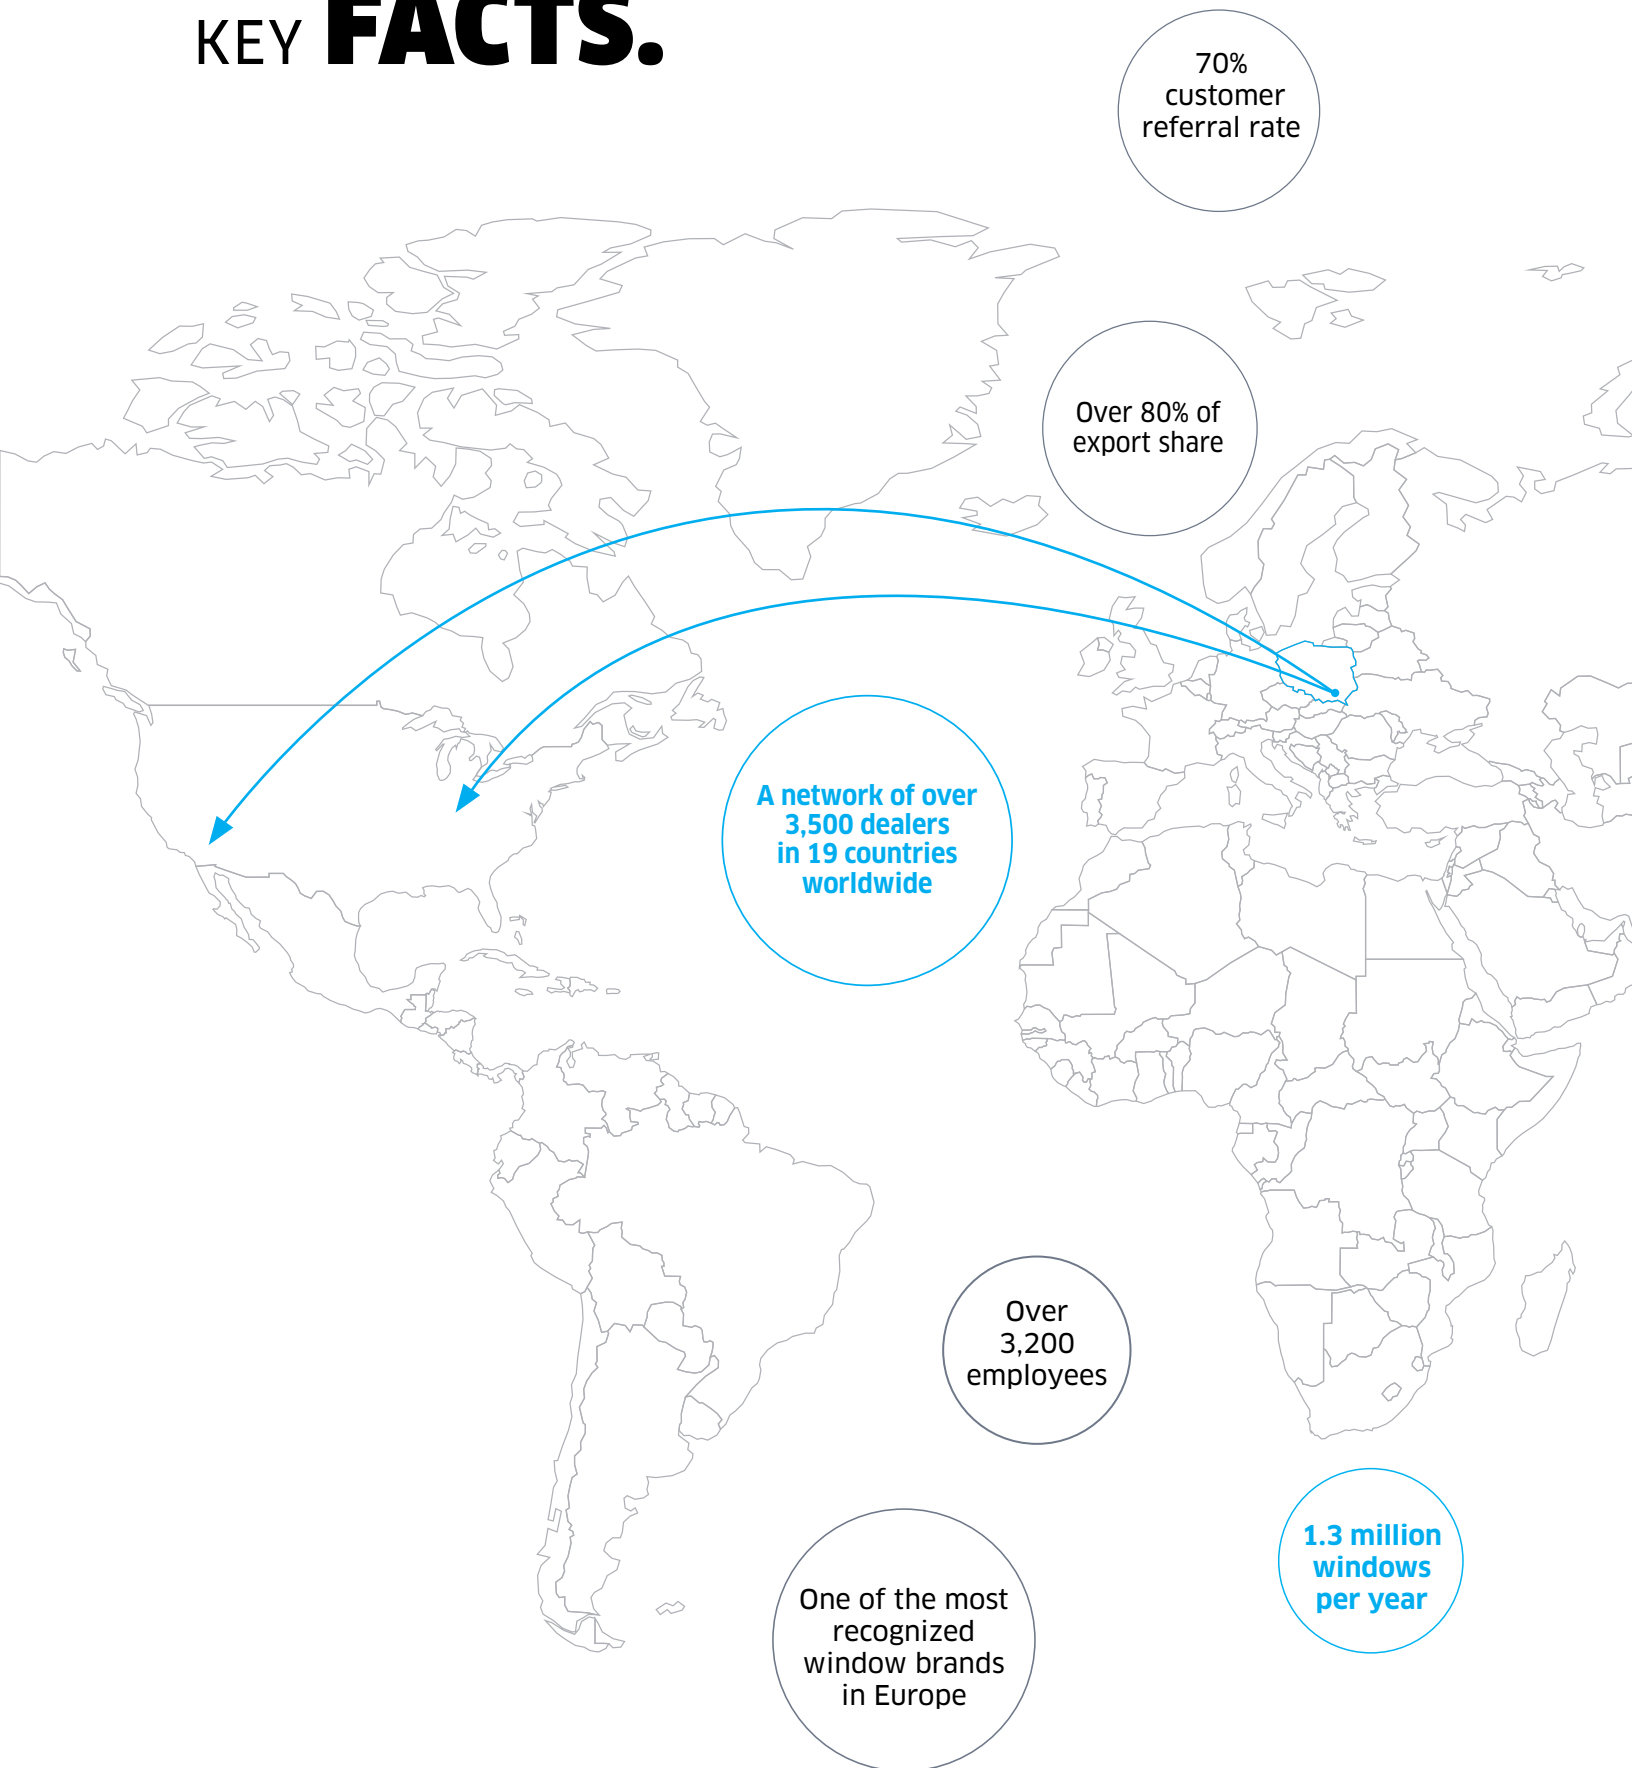 KEY FACTS.
70%
customer
referral rate
Over 80% of
export share
A network of over
3,500 dealers
in 19 countries
worldwide
Over
3,200
employees
1.3 million
windows
per year
One of the most
recognized
window brands
in Europe